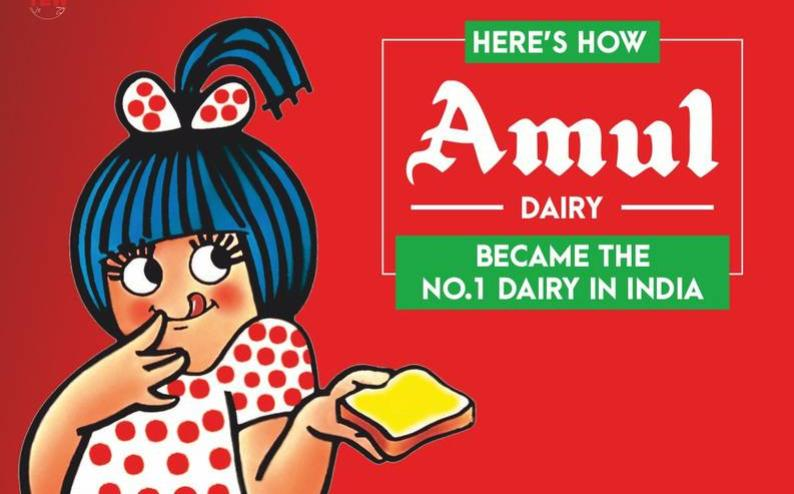 HERE'S HOW
Amul
DAIRY
BECAME THE
NO.1 DAIRY IN INDIA